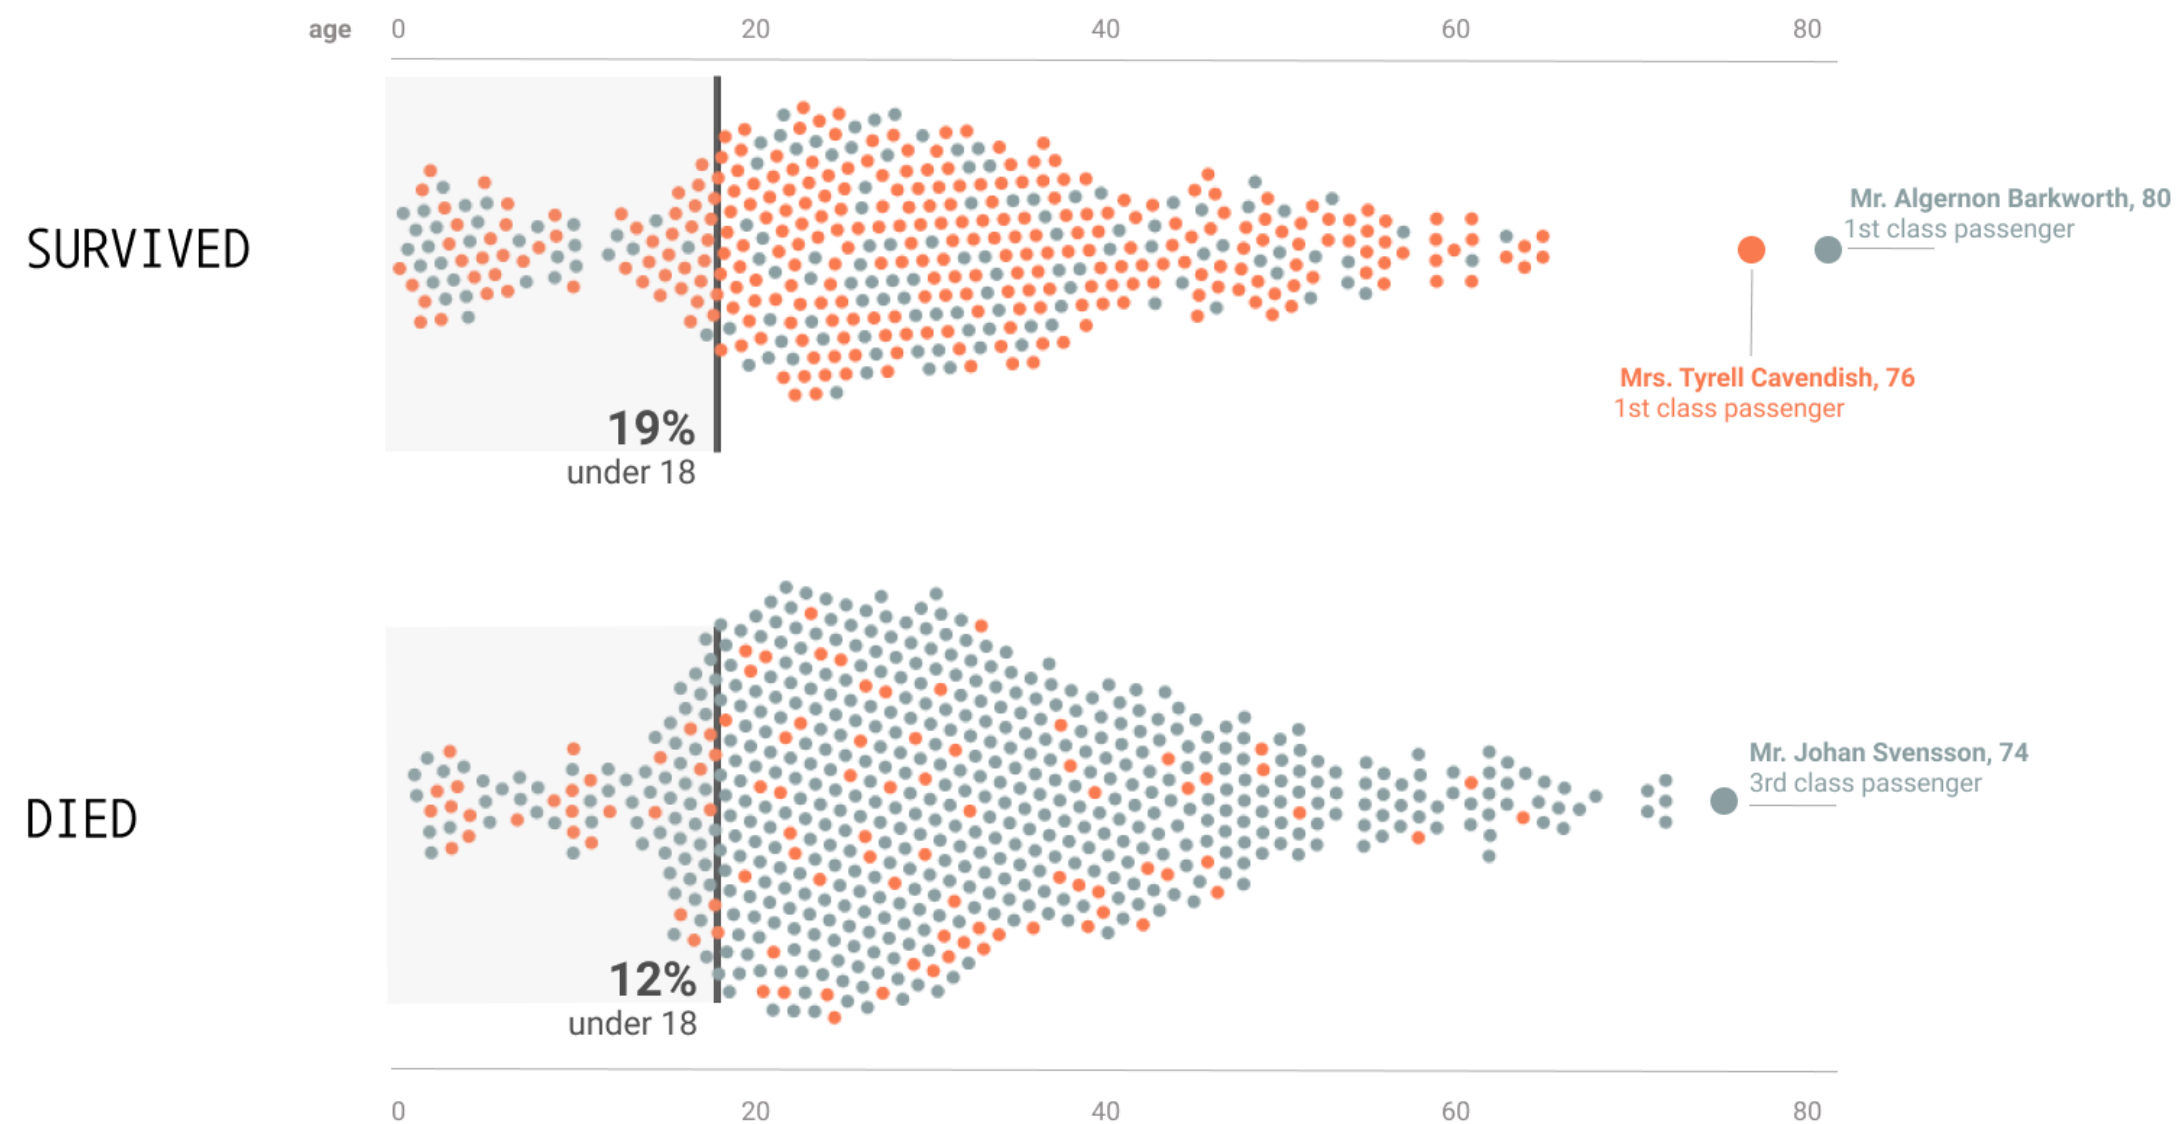 age 0 20 40 60 80
SURVIVED
Mr. Algernon Barkworth, 80
1st class passenger
Mrs. Tyrell Cavendish, 76
1st class passenger
19%
under 18
DIED
Mr. Johan Svensson, 74
3rd class passenger
12%
under 18
0 20 40 60 80